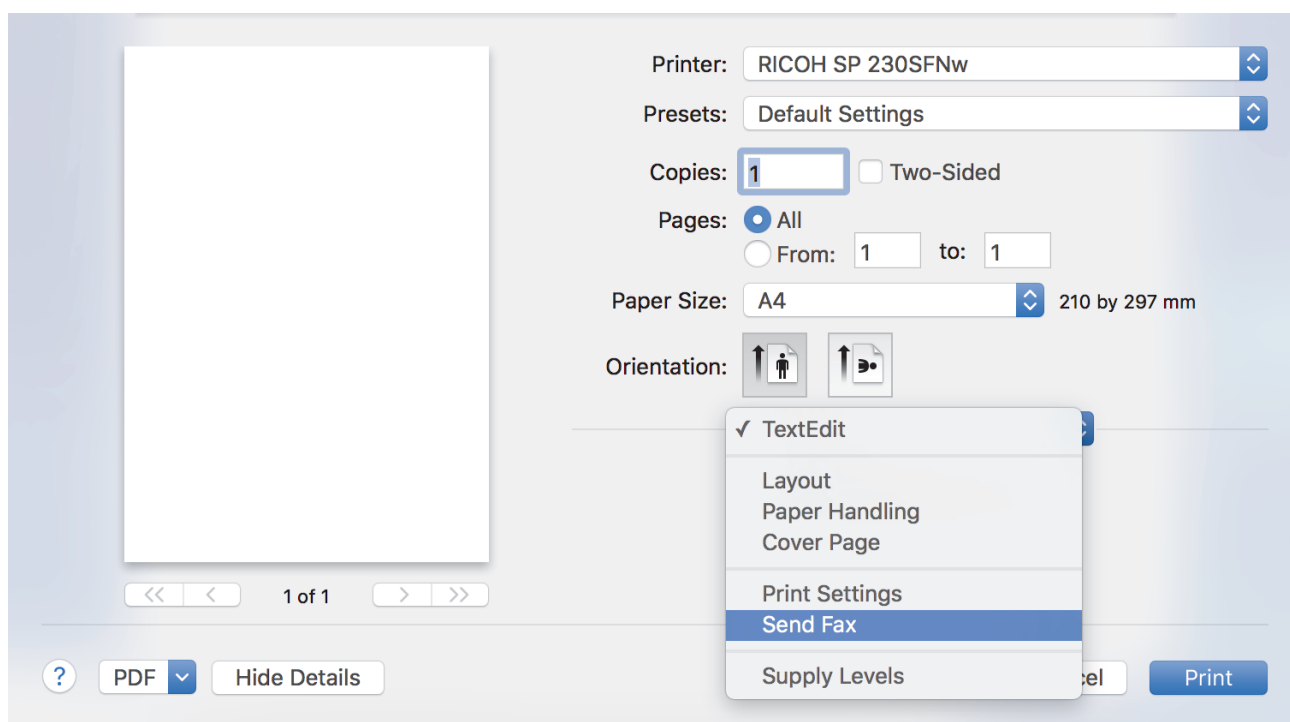 Printer: RICOH SP 230SFNw
Presets: Default Settings
Copies: 1 Two-Sided
Pages: All
From: 1 to: 1
Paper Size: A4 210 by 297 mm
Orientation:
✓ TextEdit
Layout
Paper Handling
Cover Page
Print Settings
Send Fax
Supply Levels
<< < 1 of 1 > >>
? PDF Hide Details Print